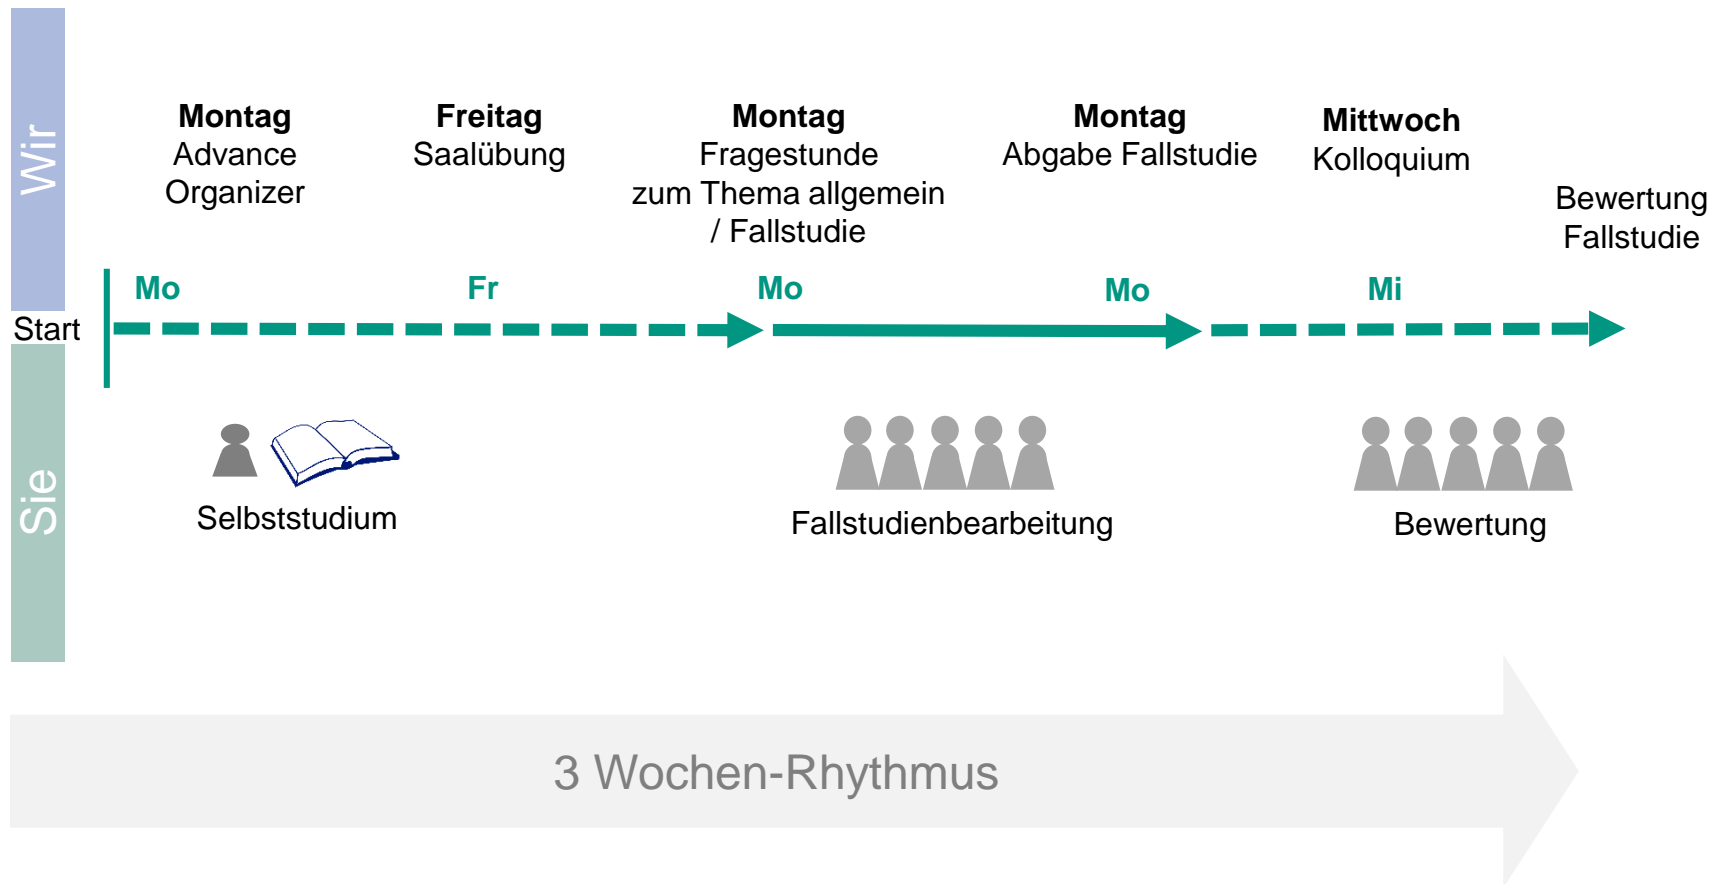 Wir
Montag
Advance
Organizer
Freitag
Saalübung
Montag
Fragestunde
zum Thema allgemein
/ Fallstudie
Montag
Abgabe Fallstudie
Mittwoch
Kolloquium
Bewertung
Fallstudie
Mo
Fr
Mo
Mo
Mi
Start
Sie
Selbststudium
Fallstudienbearbeitung
Bewertung
3 Wochen-Rhythmus